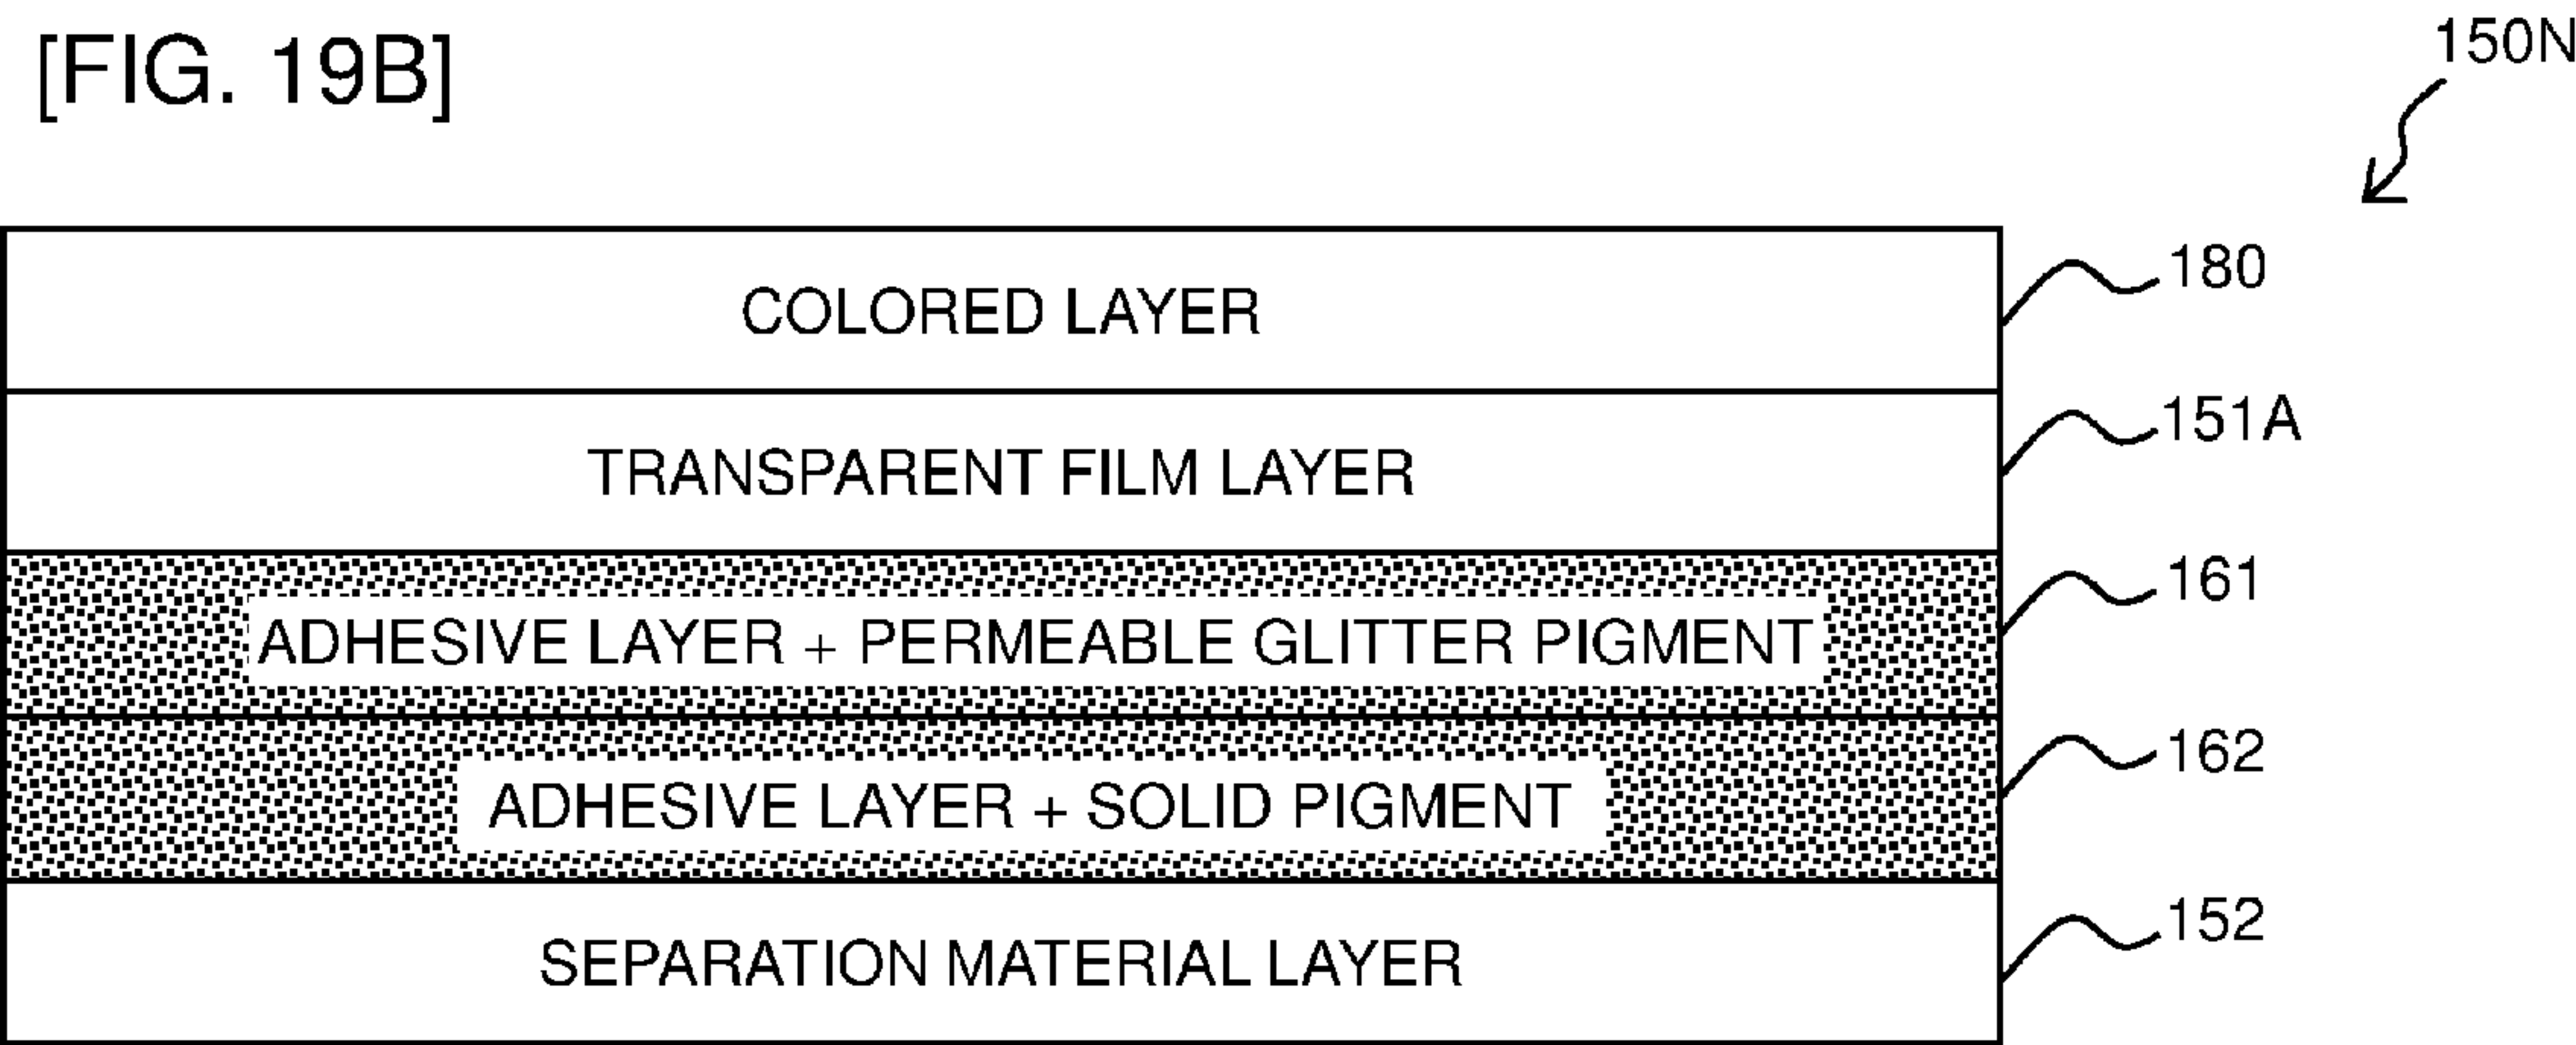 [FIG. 19B]
150N
COLORED LAYER
180
TRANSPARENT FILM LAYER
151A
ADHESIVE LAYER + PERMEABLE GLITTER PIGMENT
161
ADHESIVE LAYER + SOLID PIGMENT
162
SEPARATION MATERIAL LAYER
152